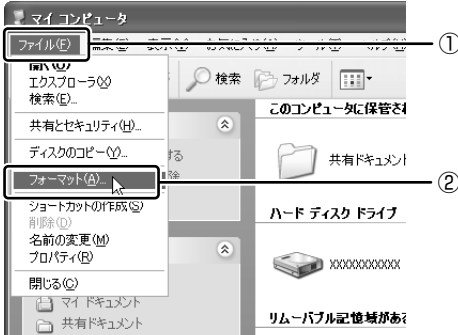 マイ コンピュータ
ファイル(F)
①
開く(O)
エクスプローラ(X)
検索(E)...
検索
フォルダ
共有とセキュリティ(H)...
このコンピュータに保管され
ディスクのコピー(Y)...
する
共有ドキュメント
フォーマット(A)...
②
ショートカットの作成(S)
削除(D)
名前の変更(M)
プロパティ(R)
ハード ディスク ドライブ
閉じる(C)
XXXXXXXXXX
マイ ドキュメント
共有ドキュメント
リムーバブル記憶域があ